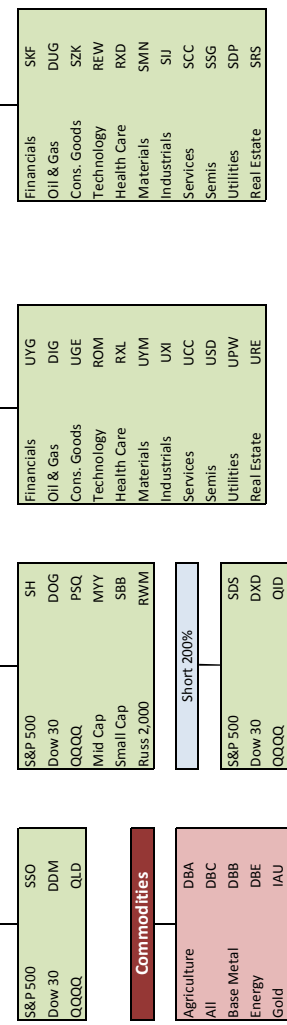 S&P 500 SSO
Dow 30 DDM
QQQQ QLD
Commodities
Agriculture DBA
All DBC
Base Metal DBB
Energy DBE
Gold IAU
S&P 500 SH
Dow 30 DOG
QQQQ PSQ
Mid Cap MYY
Small Cap SBB
Russ 2,000 RWM
Short 200%
S&P 500 SDS
Dow 30 DXD
QQQQ QID
Financials UYG
Oil & Gas DIG
Cons. Goods UGE
Technology ROM
Health Care RXL
Materials UYM
Industrials UXI
Services UCC
Semis USD
Utilities UPW
Real Estate URE
Financials SKF
Oil & Gas DUG
Cons. Goods SZK
Technology REW
Health Care RXD
Materials SMN
Industrials SIJ
Services SCC
Semis SSG
Utilities SDP
Real Estate SRS